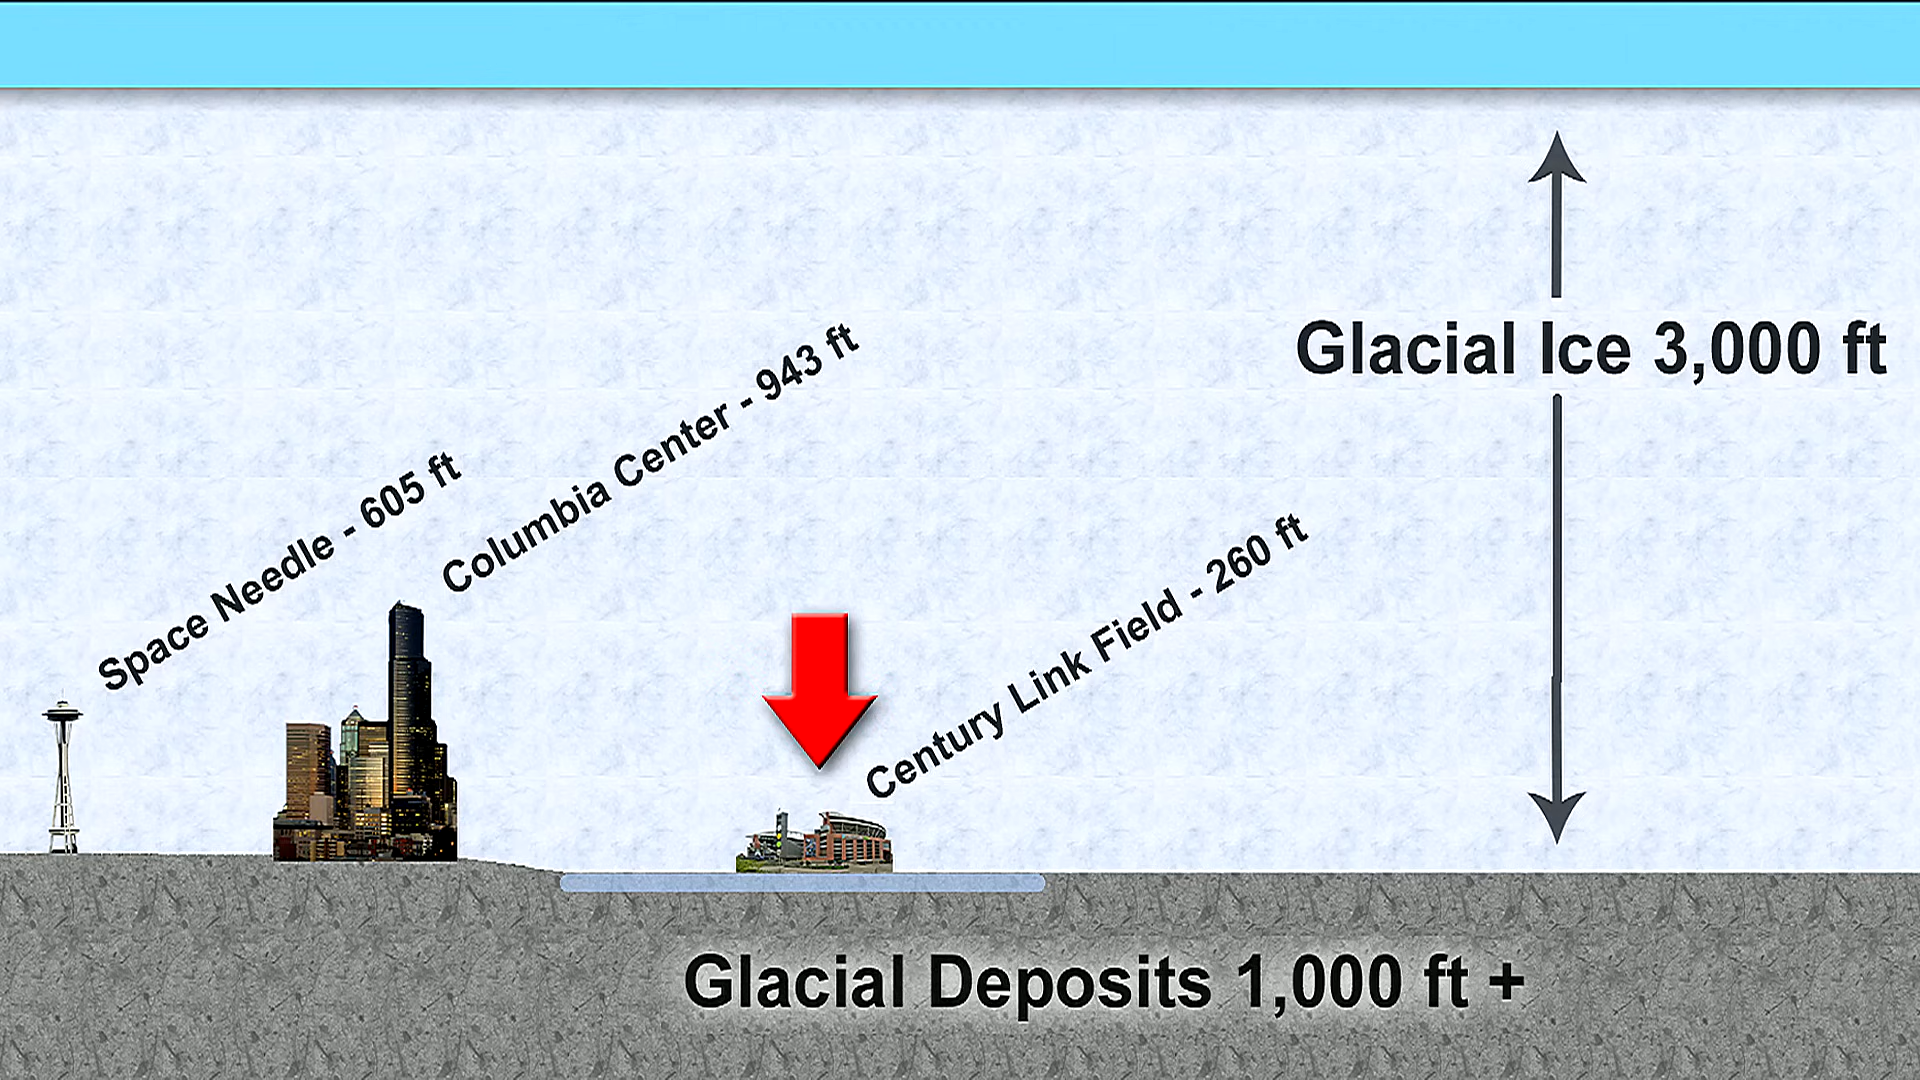 Glacial Ice 3,000 ft
Space Needle - 605 ft
Columbia Center - 943 ft
Century Link Field - 260 ft
Glacial Deposits 1,000 ft +